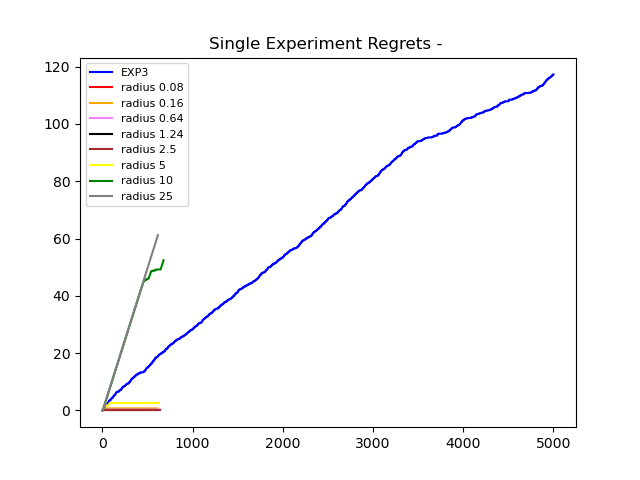 Single Experiment Regrets -
120
100
80
60
40
20
0
EXP3
radius 0.08
radius 0.16
radius 0.64
radius 1.24
radius 2.5
radius 5
radius 10
radius 25
0 1000 2000 3000 4000 5000